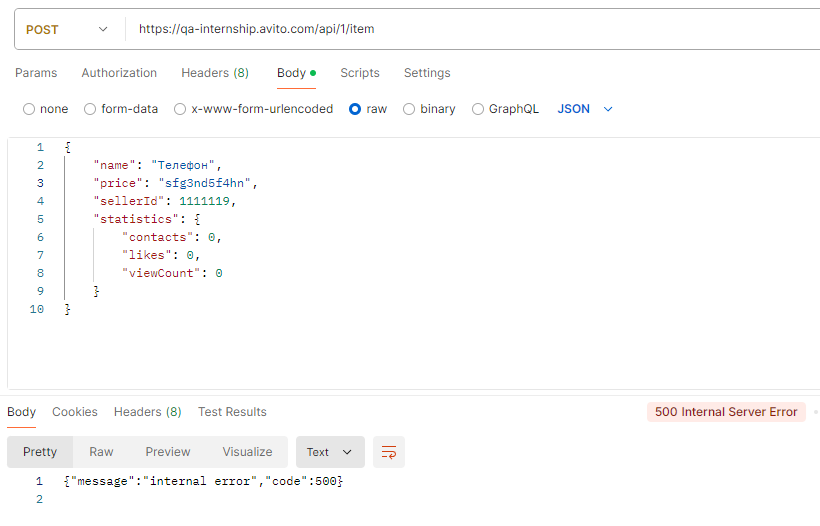 POST https://qa-internship.avito.com/api/1/item
Params Authorization Headers (8) Body Scripts Settings
none form-data x-www-form-urlencoded raw binary GraphQL JSON
1 {
2 "name": "Телефон",
3 "price": "sfg3nd5f4hn",
4 "sellerId": 1111119,
5 "statistics": {
6 "contacts": 0,
7 "likes": 0,
8 "viewCount": 0
9 }
10 }
Body Cookies Headers (8) Test Results 500 Internal Server Error
Pretty Raw Preview Visualize Text
1 {"message":"internal error","code":500}
2